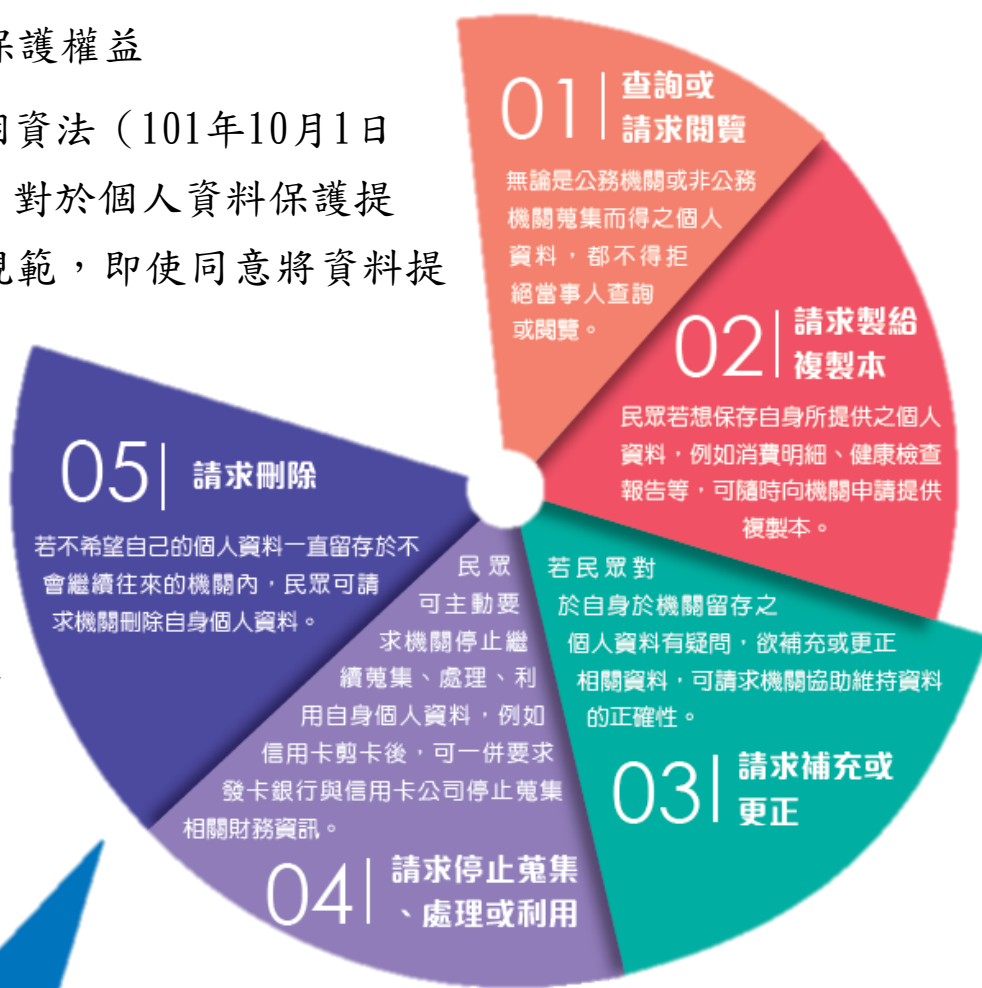 保護權益
資法（101年10月1日
對於個人資料保護提
規範，即使同意將資料提
01
查詢或
請求閱覽
無論是公務機關或非公務
機關蒐集而得之個人
資料，都不得拒
絕當事人查詢
或閱覽。
02
請求製給
複製本
民眾若想保存自身所提供之個人
資料，例如消費明細、健康檢查
報告等，可隨時向機關申請提供
複製本。
若民眾對
於自身於機關留存之
個人資料有疑問，欲補充或更正
相關資料，可請求機關協助維持資料
的正確性。
03
請求補充或
更正
民眾
可主動要
求機關停止繼
續蒐集、處理、利
用自身個人資料，例如
信用卡剪卡後，可一併要求
發卡銀行與信用卡公司停止蒐集
相關財務資訊。
04
請求停止蒐集
、處理或利用
05
請求刪除
若不希望自己的個人資料一直留存於不
會繼續往來的機關內，民眾可請
求機關刪除自身個人資料。